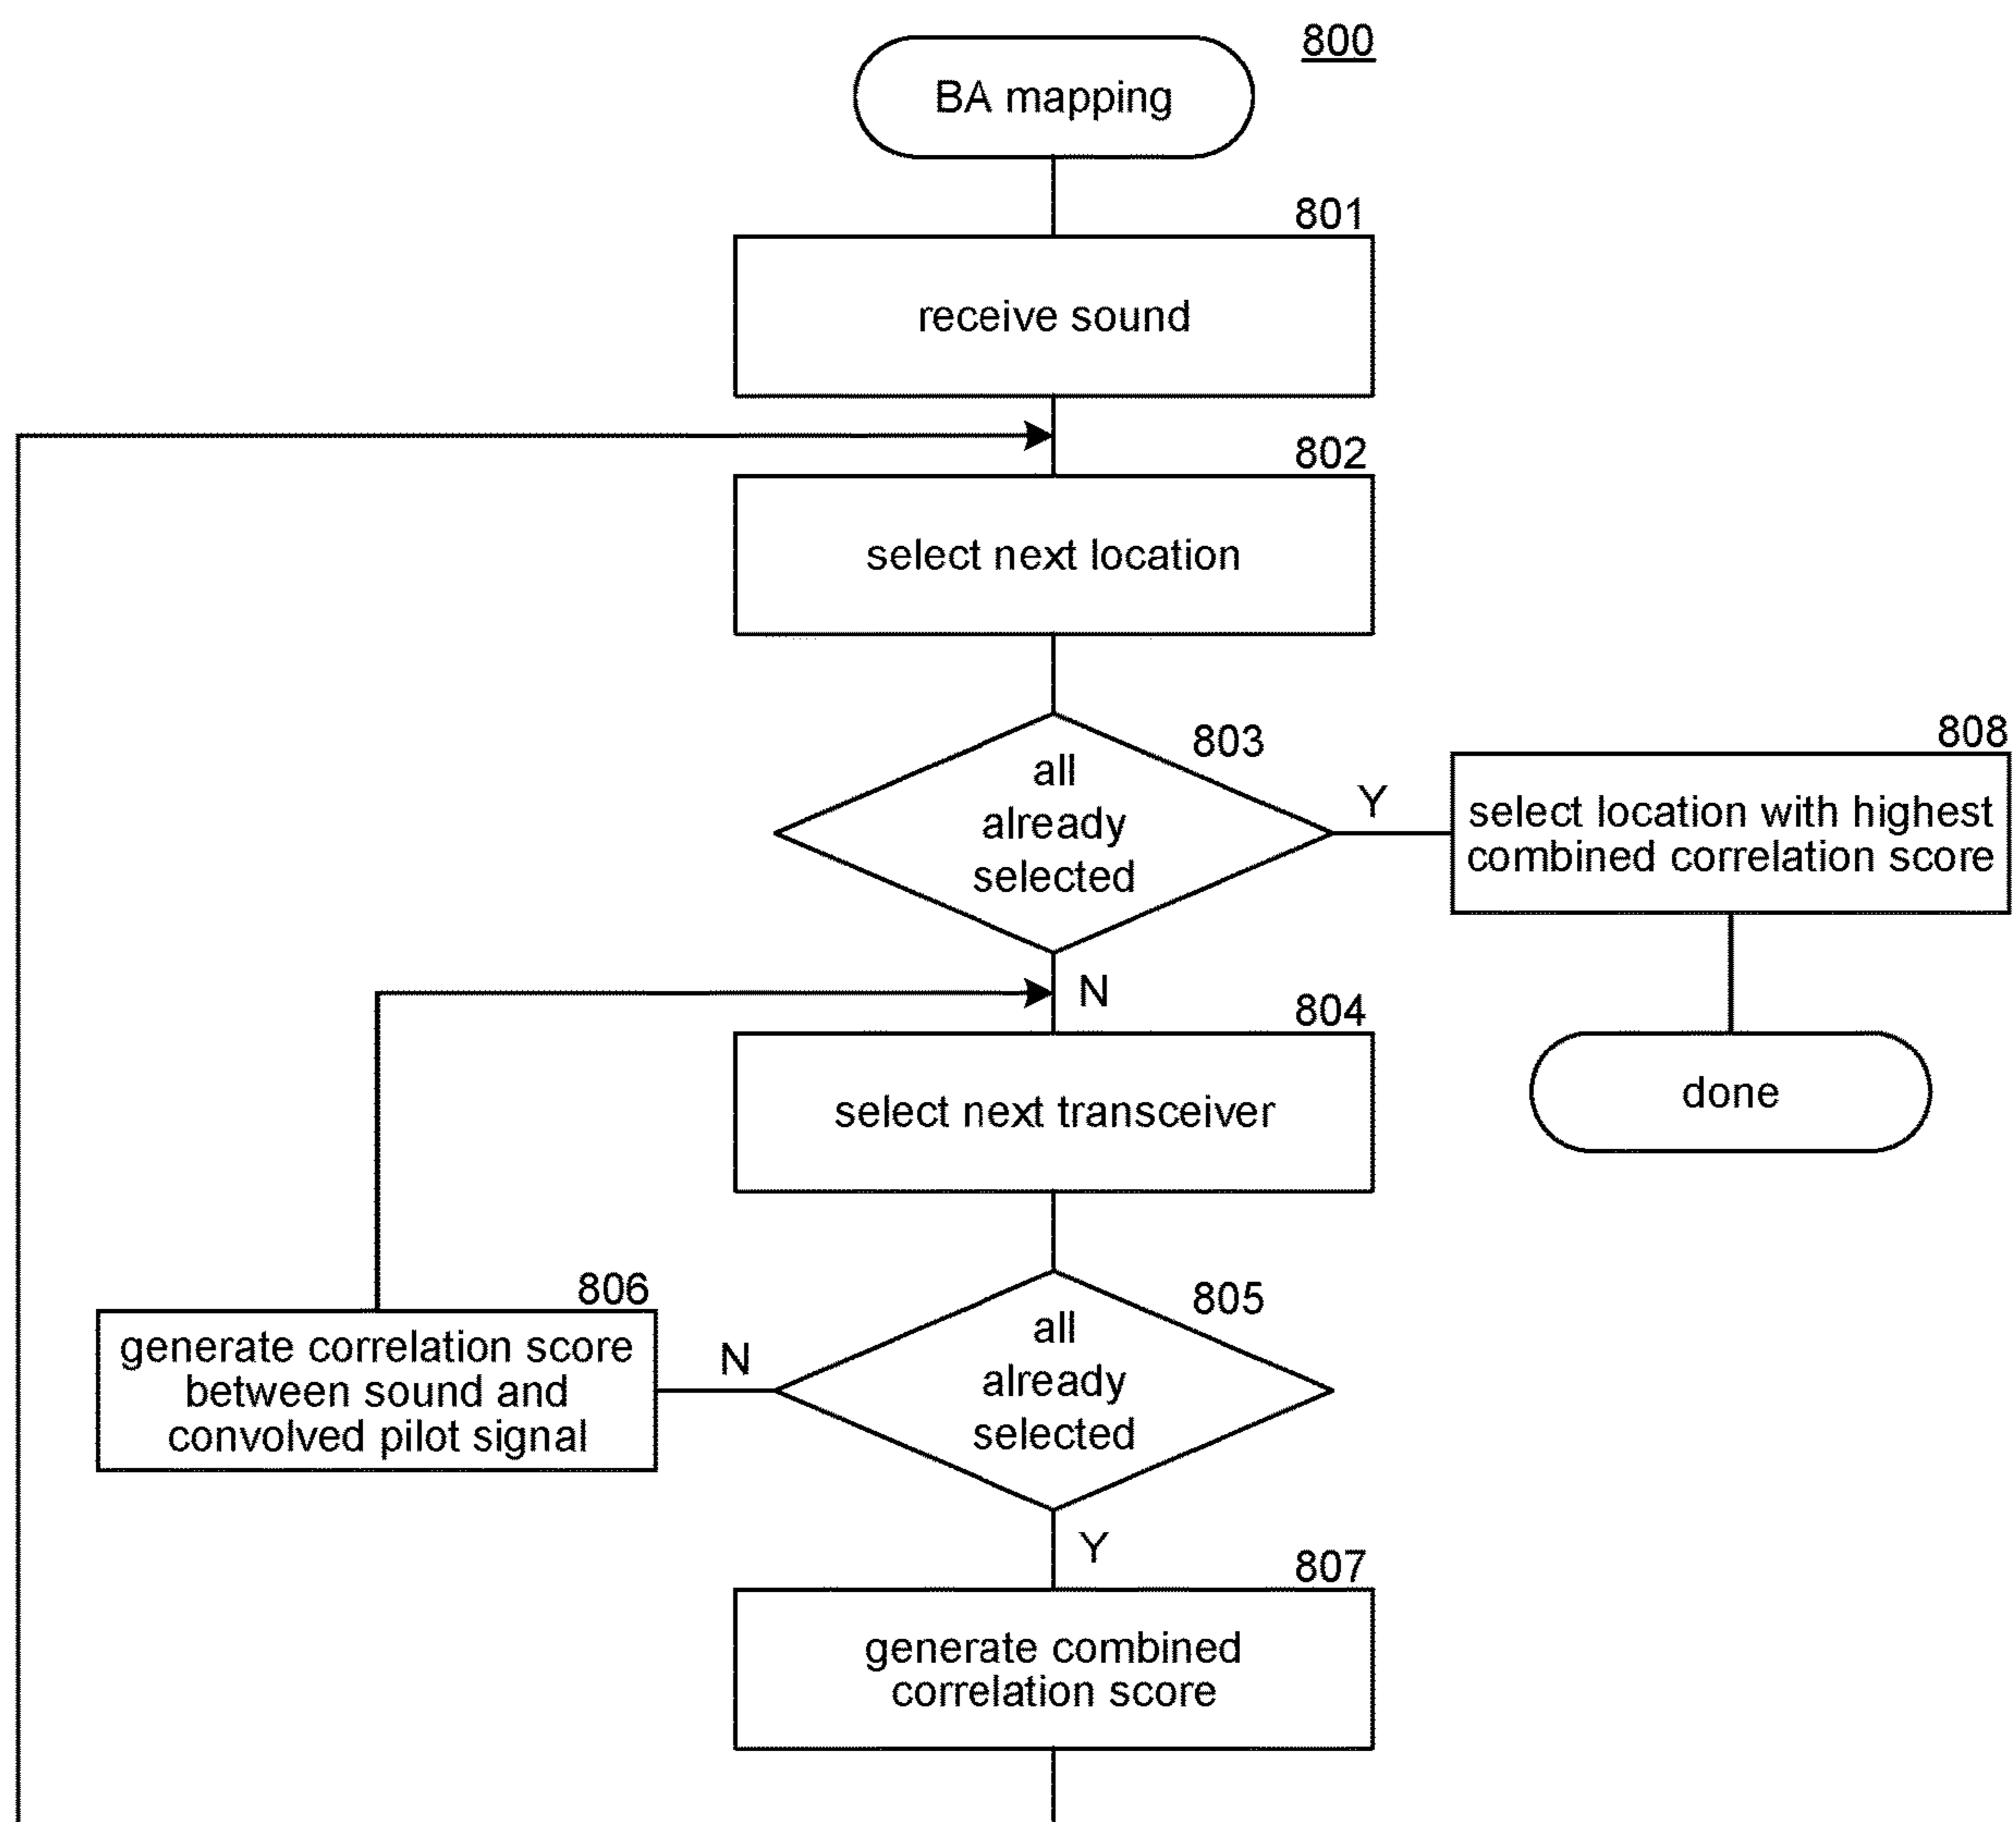 800
BA mapping
801
receive sound
802
select next location
803
all
already
selected
Y
808
select location with highest
combined correlation score
N
804
select next transceiver
done
805
all
already
selected
806
generate correlation score
between sound and
convolved pilot signal
N
Y
807
generate combined
correlation score